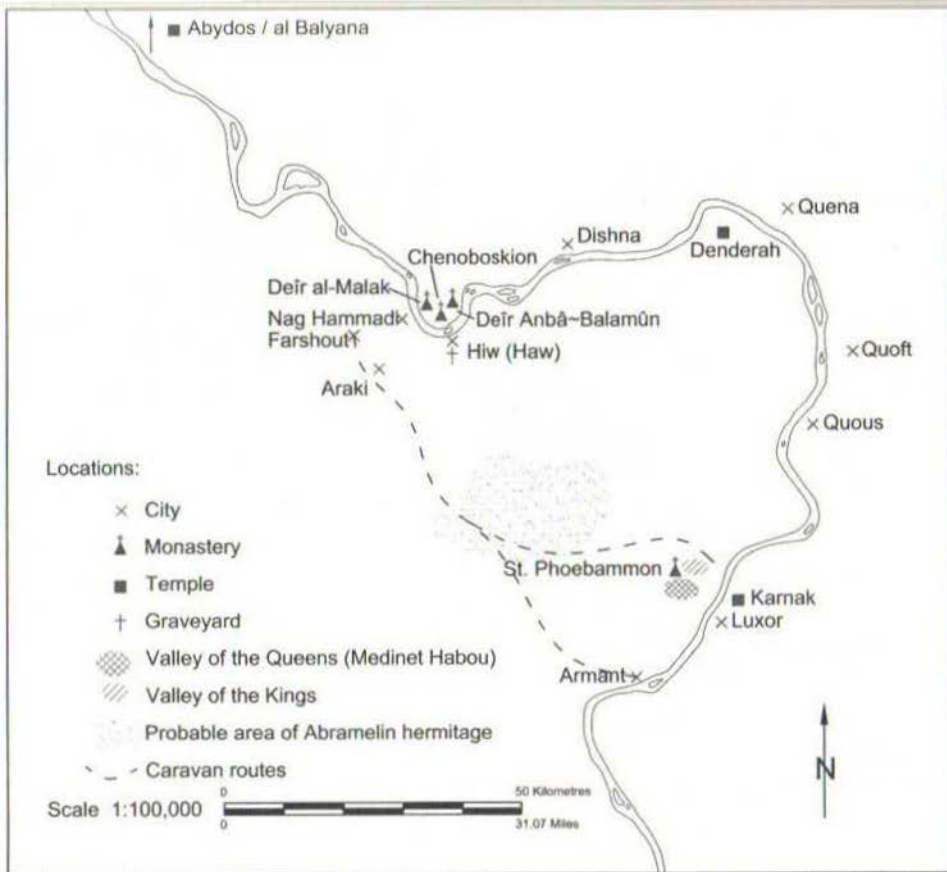 Abydos / al Balyana
Quena
Dishna
Denderah
Chenoboskion
Deîr al-Malak
Deîr Anbâ~Balamûn
Nag Hammadi
Farshout
Hiw (Haw)
Quoft
Araki
Quous
Locations:
City
Monastery
St. Phoebammon
Temple
Karnak
Graveyard
Luxor
Valley of the Queens (Medinet Habou)
Armant
Valley of the Kings
Probable area of Abramelin hermitage
Caravan routes
N
Scale 1:100,000
0 50 Kilometres
0 31.07 Miles